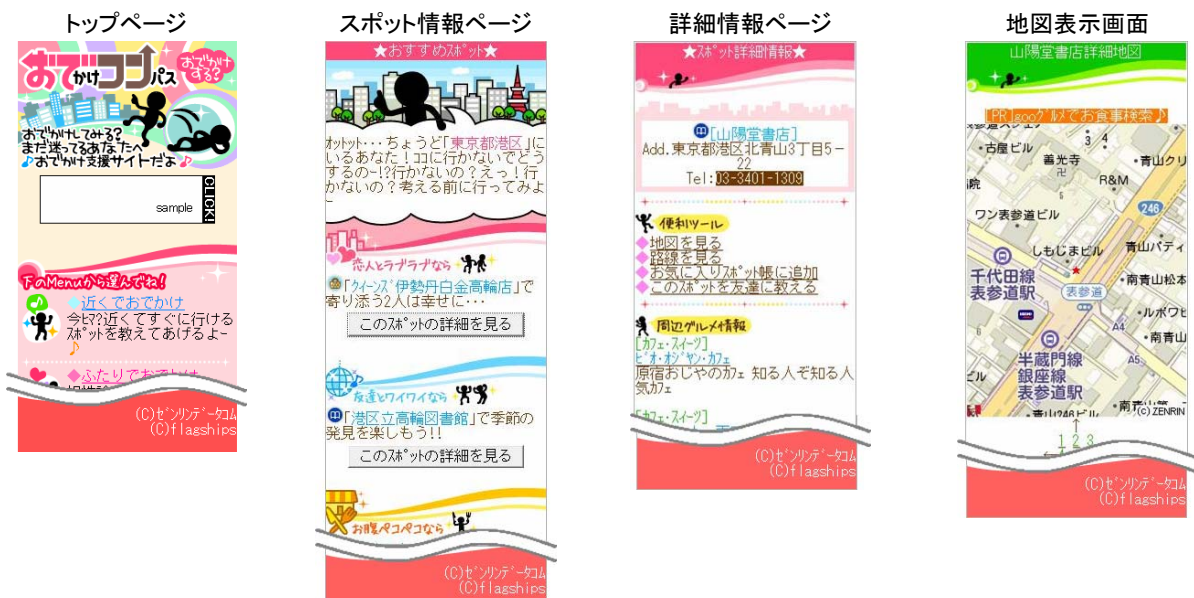 トップページ
おでかけコンパス
おでかけする?
おでかけしてみる?
まだ迷ってるあなたへ
♪おでかけ支援サイトだよ♪
sample
CLICK!
下のMenuから選んでね!
近くでおでかけ
今ﾋﾏ?近くてすぐに行ける
ｽﾎﾟｯﾄを教えてあげるよ-
♪
◆ふたりでおでかけ
(C)ｾﾞﾝﾘﾝﾃﾞｰﾀｺﾑ
(C)flagships
スポット情報ページ
★おすすめｽﾎﾟｯﾄ★
ｵｯﾄｯﾄ･･･ちょうど｢東京都港区｣に
いるあなた！ｺｺに行かないでどう
するの-!?行かないの？えっ！行
かないの？考える前に行ってみよ
-
恋人とラブラブなら
｢ｸｨｰﾝｽﾞ伊勢丹白金高輪店｣で
寄り添う2人は幸せに･･･
このｽﾎﾟｯﾄの詳細を見る
友達とワイワイなら
｢港区立高輪図書館｣で季節の
発見を楽しもう!!
このｽﾎﾟｯﾄの詳細を見る
お腹ペコペコなら
(C)ｾﾞﾝﾘﾝﾃﾞｰﾀｺﾑ
(C)flagships
詳細情報ページ
★ｽﾎﾟｯﾄ詳細情報★
[山陽堂書店]
Add.東京都港区北青山3丁目5-
22
Tel:03-3401-1309
便利ツール
◆地図を見る
◆路線を見る
◆お気に入りｽﾎﾟｯﾄ帳に追加
◆このｽﾎﾟｯﾄを友達に教える
周辺グルメ情報
[ｶﾌｪ･ｽｲｰﾂ]
ﾋﾞｵ･ｵｼﾞﾔﾝ･ｶﾌｪ
原宿おじやのｶﾌｪ 知る人ぞ知る人
気ｶﾌｪ
[ｶﾌｪ･ｽｲｰﾂ]
(C)ｾﾞﾝﾘﾝﾃﾞｰﾀｺﾑ
(C)flagships
地図表示画面
山陽堂書店詳細地図
[PR]gooｸﾞﾙﾒでお食事検索♪
3 4
･古屋ビル
善光寺
･青山クリ
院
R&M
ワン表参道ビル
246
しもじまビル
青山パティ
千代田線
表参道駅
･南青山松本
表参道
･ルポワビ
A4
･南青山
半蔵門線
銀座線
表参道駅
A5
ビル
･青山246ビル
･南青山第一
(C) ZENRIN
↑
1 2 3
(C)ｾﾞﾝﾘﾝﾃﾞｰﾀｺﾑ
(C)flagships